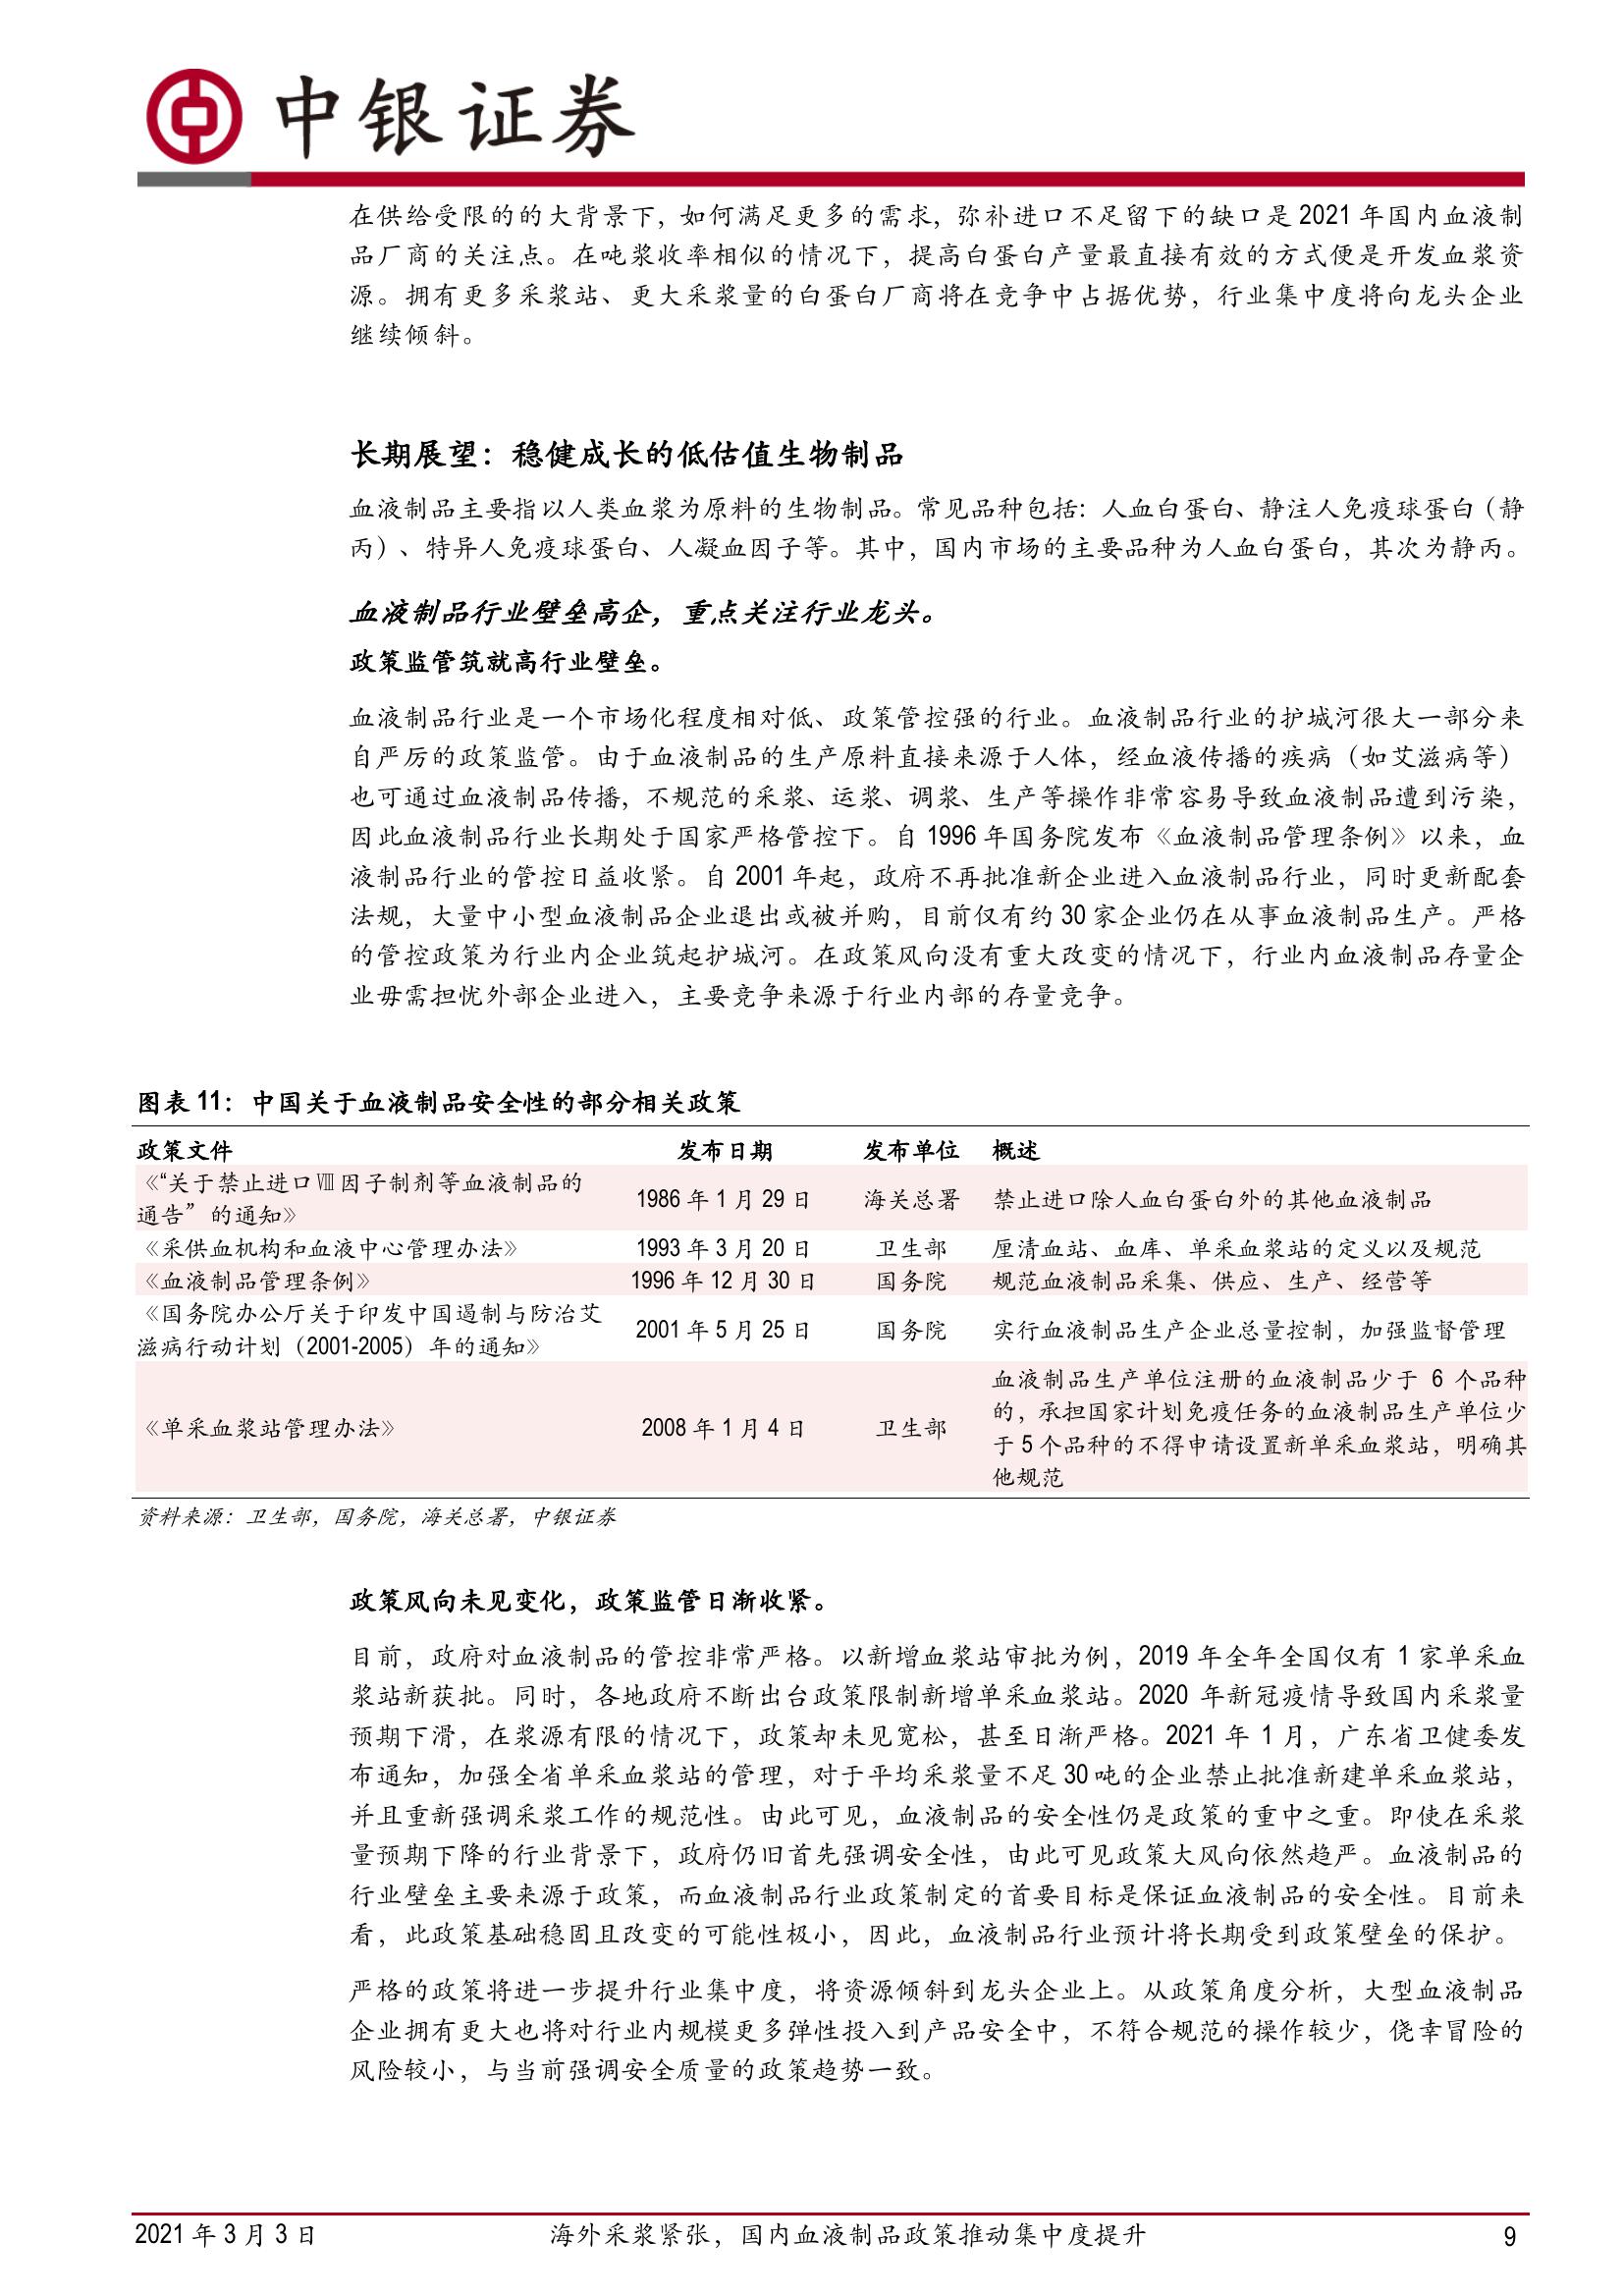 中银证券
在供给受限的的大背景下，如何满足更多的需求，弥补进口不足留下的缺口是 2021 年国内血液制
品厂商的关注点。在吨浆收率相似的情况下，提高白蛋白产量最直接有效的方式便是开发血浆资
源。拥有更多采浆站、更大采浆量的白蛋白厂商将在竞争中占据优势，行业集中度将向龙头企业
继续倾斜。
长期展望：稳健成长的低估值生物制品
血液制品主要指以人类血浆为原料的生物制品。常见品种包括：人血白蛋白、静注人免疫球蛋白（静
丙）、特异人免疫球蛋白、人凝血因子等。其中，国内市场的主要品种为人血白蛋白，其次为静丙。
血液制品行业壁垒高企，重点关注行业龙头。
政策监管筑就高行业壁垒。
血液制品行业是一个市场化程度相对低、政策管控强的行业。血液制品行业的护城河很大一部分来
自严厉的政策监管。由于血液制品的生产原料直接来源于人体，经血液传播的疾病（如艾滋病等）
也可通过血液制品传播，不规范的采浆、运浆、调浆、生产等操作非常容易导致血液制品遭到污染，
因此血液制品行业长期处于国家严格管控下。自 1996 年国务院发布《血液制品管理条例》以来，血
液制品行业的管控日益收紧。自 2001 年起，政府不再批准新企业进入血液制品行业，同时更新配套
法规，大量中小型血液制品企业退出或被并购，目前仅有约 30 家企业仍在从事血液制品生产。严格
的管控政策为行业内企业筑起护城河。在政策风向没有重大改变的情况下，行业内血液制品存量企
业毋需担忧外部企业进入，主要竞争来源于行业内部的存量竞争。
图表 11：中国关于血液制品安全性的部分相关政策
政策文件 发布日期 发布单位 概述
《“关于禁止进口Ⅷ因子制剂等血液制品的
通告”的通知》 1986 年 1 月 29 日 海关总署 禁止进口除人血白蛋白外的其他血液制品
《采供血机构和血液中心管理办法》 1993 年 3 月 20 日 卫生部 厘清血站、血库、单采血浆站的定义以及规范
《血液制品管理条例》 1996 年 12 月 30 日 国务院 规范血液制品采集、供应、生产、经营等
《国务院办公厅关于印发中国遏制与防治艾
滋病行动计划（2001-2005）年的通知》 2001 年 5 月 25 日 国务院 实行血液制品生产企业总量控制，加强监督管理
《单采血浆站管理办法》 2008 年 1 月 4 日 卫生部 血液制品生产单位注册的血液制品少于 6 个品种
的，承担国家计划免疫任务的血液制品生产单位少
于 5 个品种的不得申请设置新单采血浆站，明确其
他规范
资料来源：卫生部，国务院，海关总署，中银证券
政策风向未见变化，政策监管日渐收紧。
目前，政府对血液制品的管控非常严格。以新增血浆站审批为例，2019 年全年全国仅有 1 家单采血
浆站新获批。同时，各地政府不断出台政策限制新增单采血浆站。2020 年新冠疫情导致国内采浆量
预期下滑，在浆源有限的情况下，政策却未见宽松，甚至日渐严格。2021 年 1 月，广东省卫健委发
布通知，加强全省单采血浆站的管理，对于平均采浆量不足 30 吨的企业禁止批准新建单采血浆站，
并且重新强调采浆工作的规范性。由此可见，血液制品的安全性仍是政策的重中之重。即使在采浆
量预期下降的行业背景下，政府仍旧首先强调安全性，由此可见政策大风向依然趋严。血液制品的
行业壁垒主要来源于政策，而血液制品行业政策制定的首要目标是保证血液制品的安全性。目前来
看，此政策基础稳固且改变的可能性极小，因此，血液制品行业预计将长期受到政策壁垒的保护。
严格的政策将进一步提升行业集中度，将资源倾斜到龙头企业上。从政策角度分析，大型血液制品
企业拥有更大也将对行业内规模更多弹性投入到产品安全中，不符合规范的操作较少，侥幸冒险的
风险较小，与当前强调安全质量的政策趋势一致。
2021 年 3 月 3 日 海外采浆紧张，国内血液制品政策推动集中度提升 9